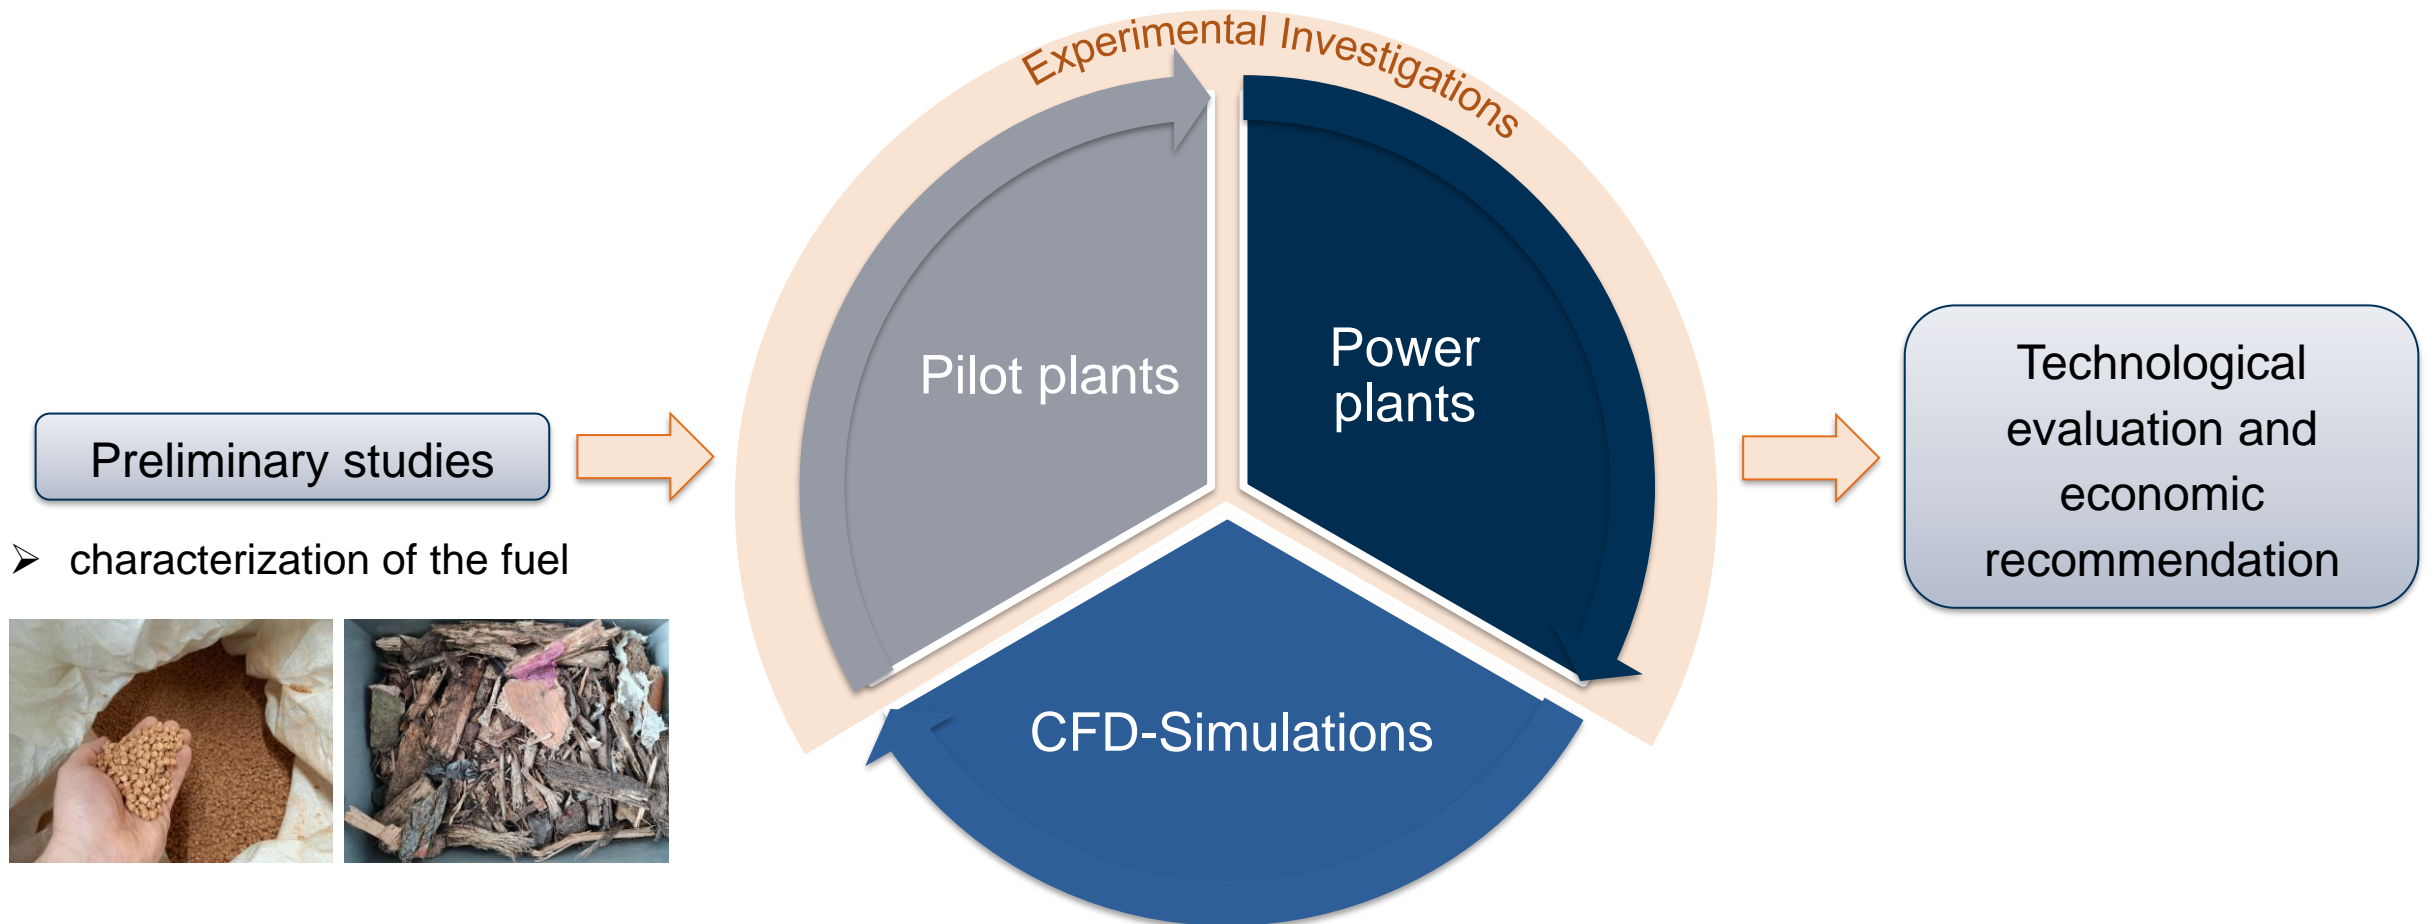 Experimental Investigations
Pilot plants
Power
plants
CFD-Simulations
Preliminary studies
➢ characterization of the fuel
Technological
evaluation and
economic
recommendation